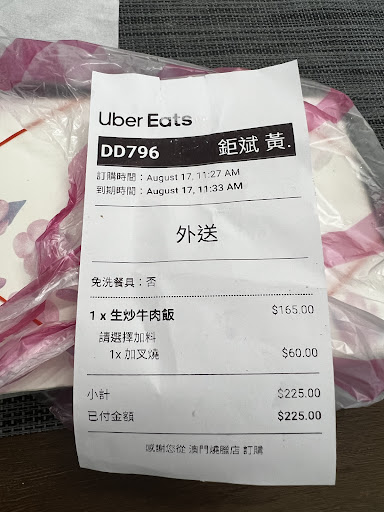 Uber Eats
DD796 鉅斌 黃.
訂購時間：August 17, 11:27 AM
到期時間：August 17, 11:33 AM
外送
免洗餐具：否
1 x 生炒牛肉飯 $165.00
請選擇加料
1x 加叉燒 $60.00
小計 $225.00
已付金額 $225.00
感謝您從 澳門燒臘店 訂購